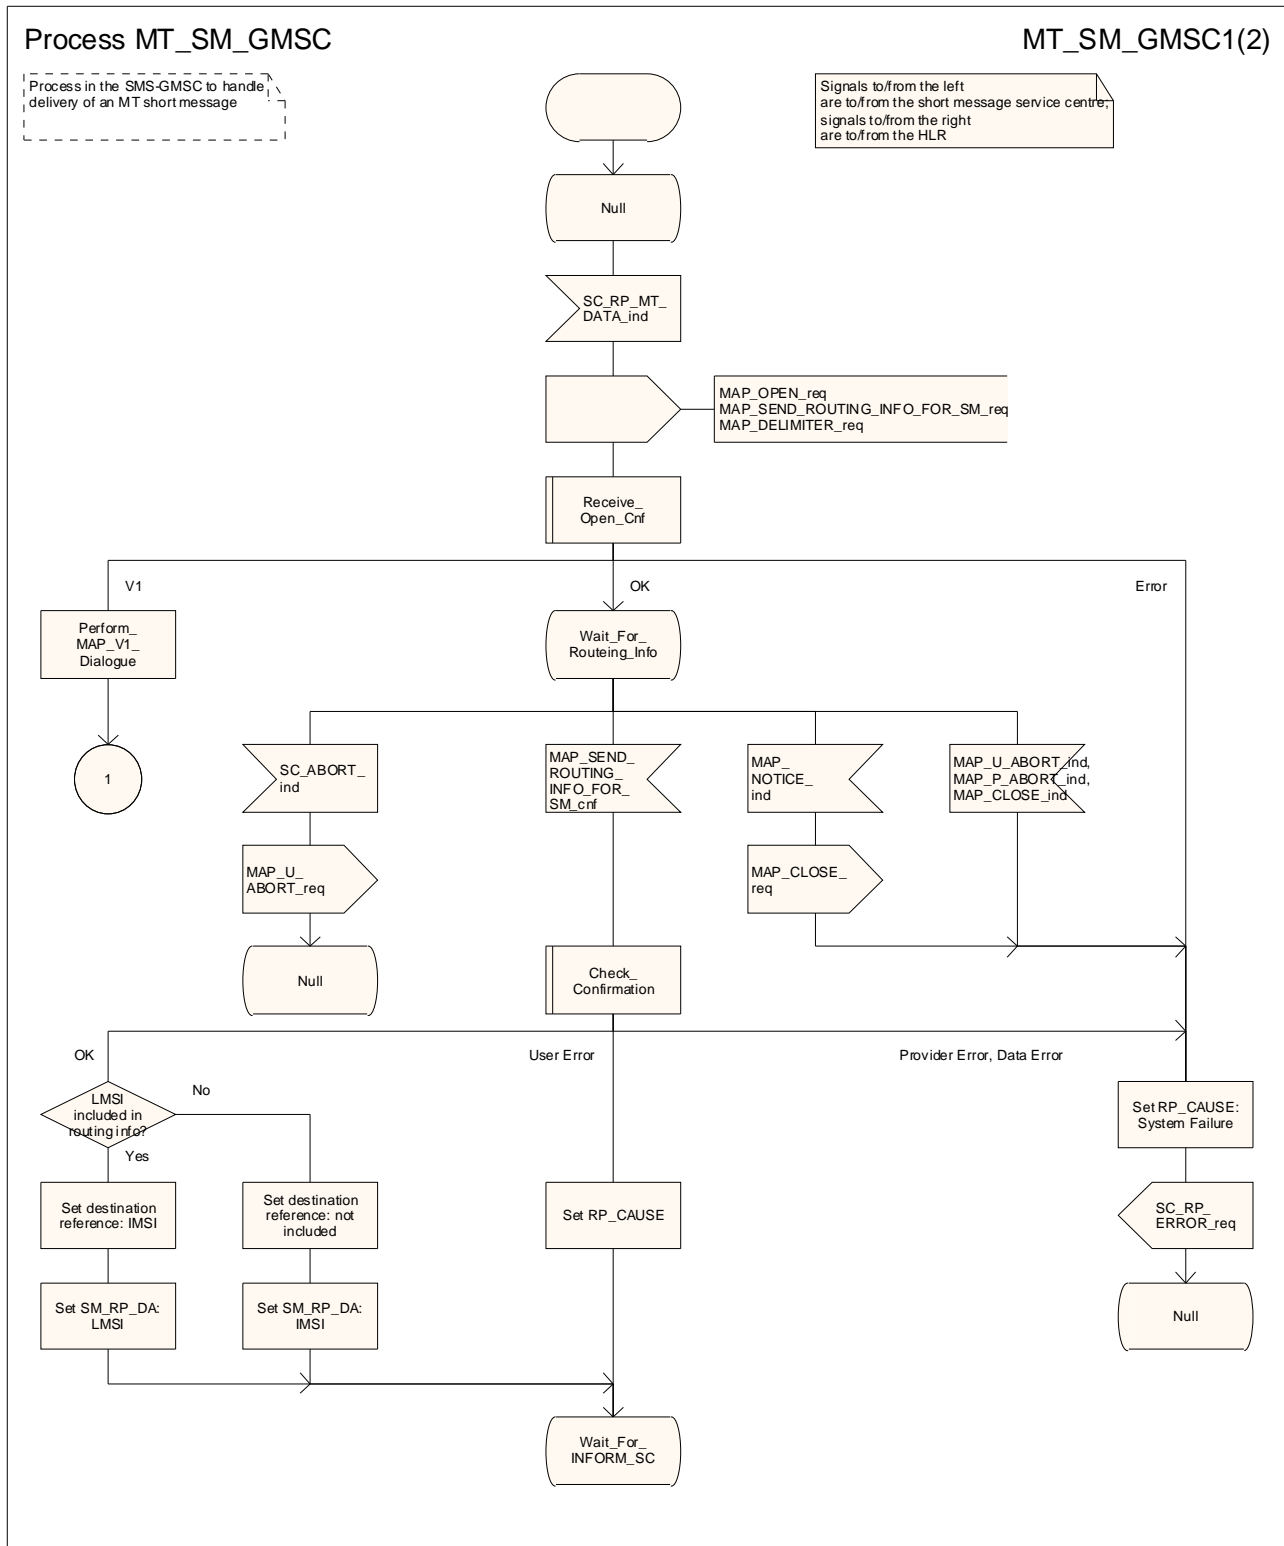 Process MT_SM_GMSC
MT_SM_GMSC1(2)
Process in the SMS-GMSC to handle
delivery of an MT short message
Signals to/from the left
are to/from the short message service centre;
signals to/from the right
are to/from the HLR
Null
SC_RP_MT_
DATA_ind
MAP_OPEN_req
MAP_SEND_ROUTING_INFO_FOR_SM_req
MAP_DELIMITER_req
Receive_
Open_Cnf
V1
OK
Error
Perform_
MAP_V1_
Dialogue
Wait_For_
Routeing_Info
1
SC_ABORT_
ind
MAP_SEND_
ROUTING_
INFO_FOR_
SM_cnf
MAP_
NOTICE_
ind
MAP_U_ABORT_ind,
MAP_P_ABORT_ind,
MAP_CLOSE_ind
MAP_U_
ABORT_req
MAP_CLOSE_
req
Null
Check_
Confirmation
OK
User Error
Provider Error, Data Error
LMSI
included in
routing info?
No
Yes
Set RP_CAUSE:
System Failure
Set destination
reference: IMSI
Set destination
reference: not
included
Set RP_CAUSE
SC_RP_
ERROR_req
Set SM_RP_DA:
LMSI
Set SM_RP_DA:
IMSI
Null
Wait_For_
INFORM_SC